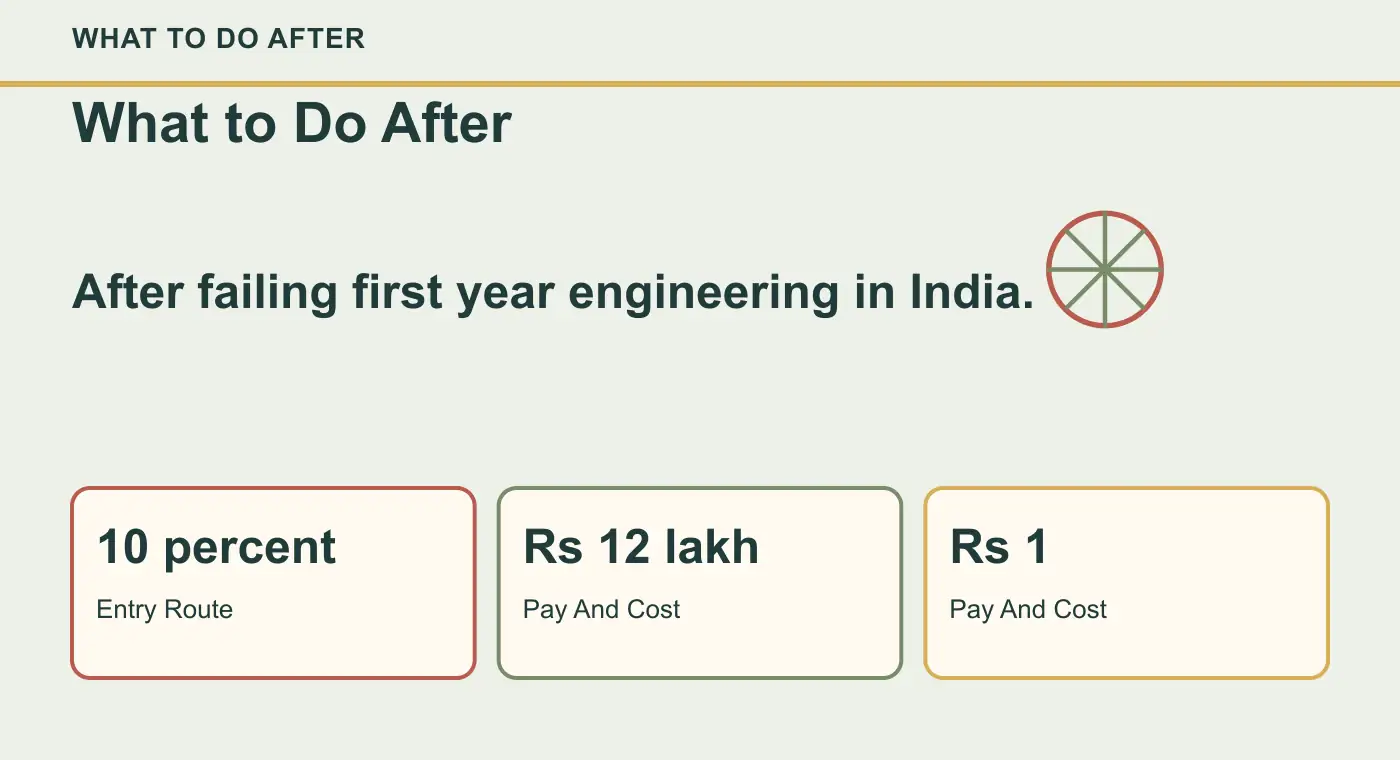 WHAT TO DO AFTER
What to Do After
After failing first year engineering in India.
10 percent
Entry Route
Rs 12 lakh
Pay And Cost
Rs 1
Pay And Cost